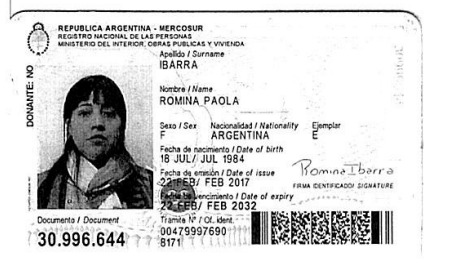 REPUBLICA ARGENTINA - MERCOSUR
REGISTRO NACIONAL DE LAS PERSONAS
MINISTERIO DEL INTERIOR, OBRAS PUBLICAS Y VIVIENDA
Apellido / Surname
IBARRA
Nombre / Name
ROMINA PAOLA
Sexo / Sex Nacionalidad / Nationality Ejemplar
F ARGENTINA E
Fecha de nacimiento / Date of birth
18 JUL/ JUL 1984
Fecha de emisión / Date of issue
22 FEB/ FEB 2017
Fecha de vencimiento / Date of expiry
22 FEB/ FEB 2032
Romina Ibarra
FIRMA IDENTIFICADO/ SIGNATURE
DONANTE: NO
Documento / Document
30.996.644
Trámite N° / Of. ident.
00479997690
8171